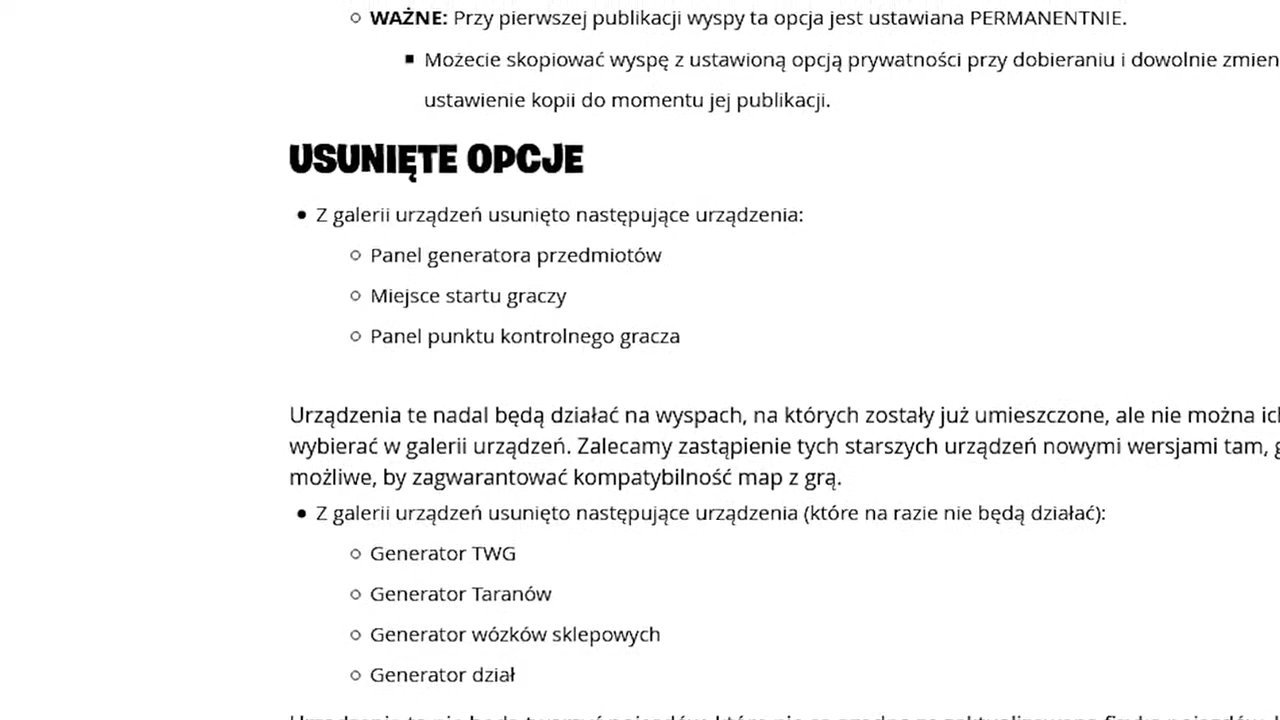 WAŻNE: Przy pierwszej publikacji wyspy ta opcja jest ustawiana PERMANENTNIE.
Możecie skopiować wyspę z ustawioną opcją prywatności przy dobieraniu i dowolnie
ustawienie kopii do momentu jej publikacji.
USUNIĘTE OPCJE
Z galerii urządzeń usunięto następujące urządzenia:
Panel generatora przedmiotów
Miejsce startu graczy
Panel punktu kontrolnego gracza
Urządzenia te nadal będą działać na wyspach, na których zostały już umieszczone, ale nie można
wybierać w galerii urządzeń. Zalecamy zastąpienie tych starszych urządzeń nowymi wersjami tam,
możliwe, by zagwarantować kompatybilność map z grą.
Z galerii urządzeń usunięto następujące urządzenia (które na razie nie będą działać):
Generator TWG
Generator Taranów
Generator wózków sklepowych
Generator dział